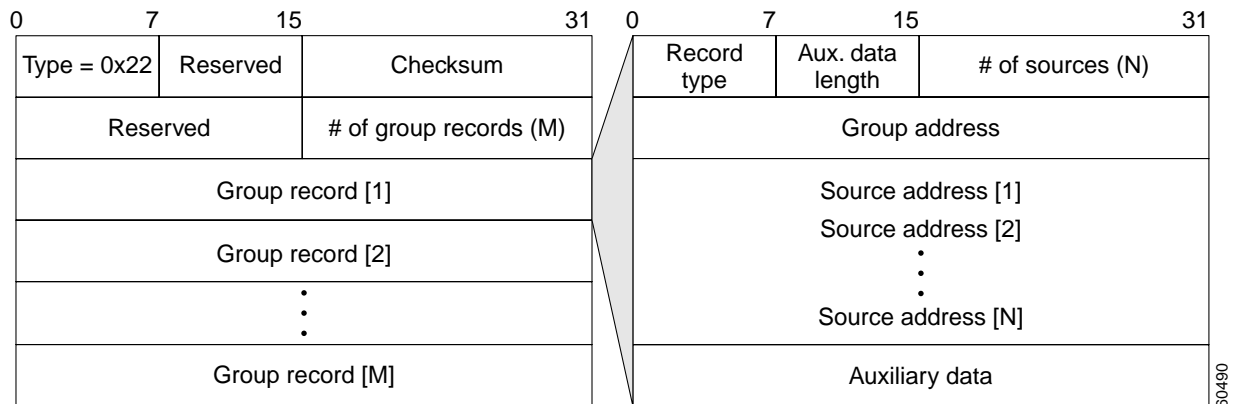 0 7 15 31
Type = 0x22 Reserved Checksum
Reserved # of group records (M)
Group record [1]
Group record [2]
Group record [M]
0 7 15 31
Record type Aux. data length # of sources (N)
Group address
Source address [1]
Source address [2]
Source address [N]
Auxiliary data